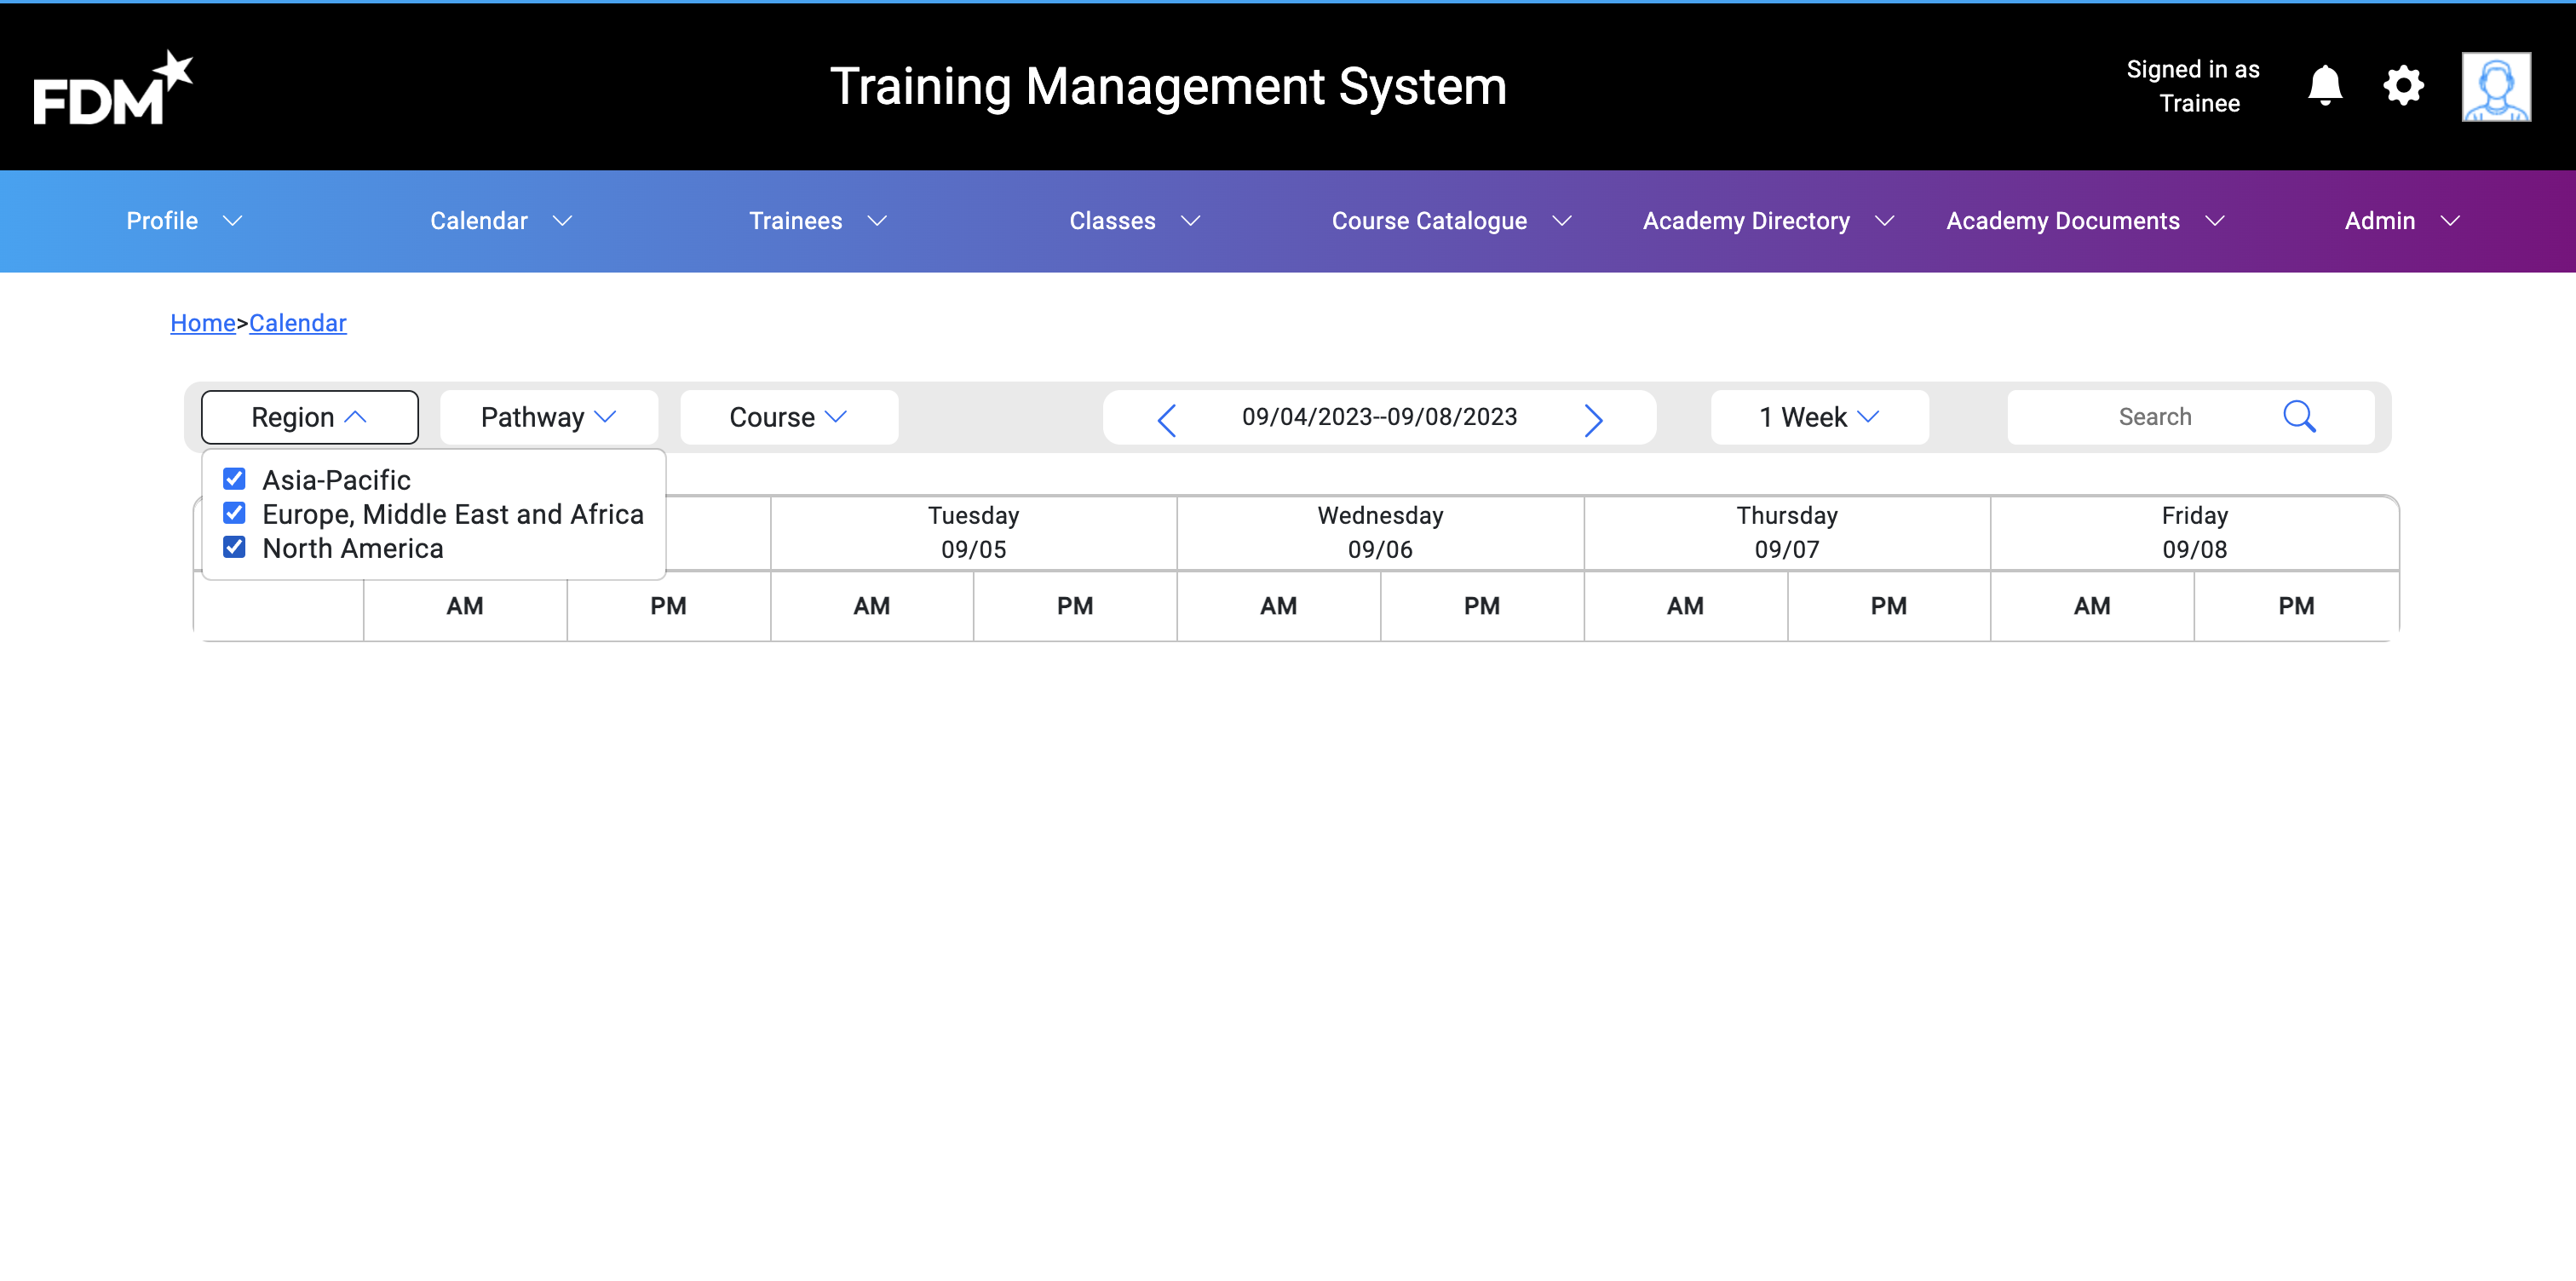 FDM
Training Management System
Signed in as
Trainee
Profile
Calendar
Trainees
Classes
Course Catalogue
Academy Directory
Academy Documents
Admin
Home>Calendar
Region
Pathway
Course
09/04/2023--09/08/2023
1 Week
Search
Asia-Pacific
Europe, Middle East and Africa
North America
Tuesday
09/05
Wednesday
09/06
Thursday
09/07
Friday
09/08
AM
PM
AM
PM
AM
PM
AM
PM
AM
PM